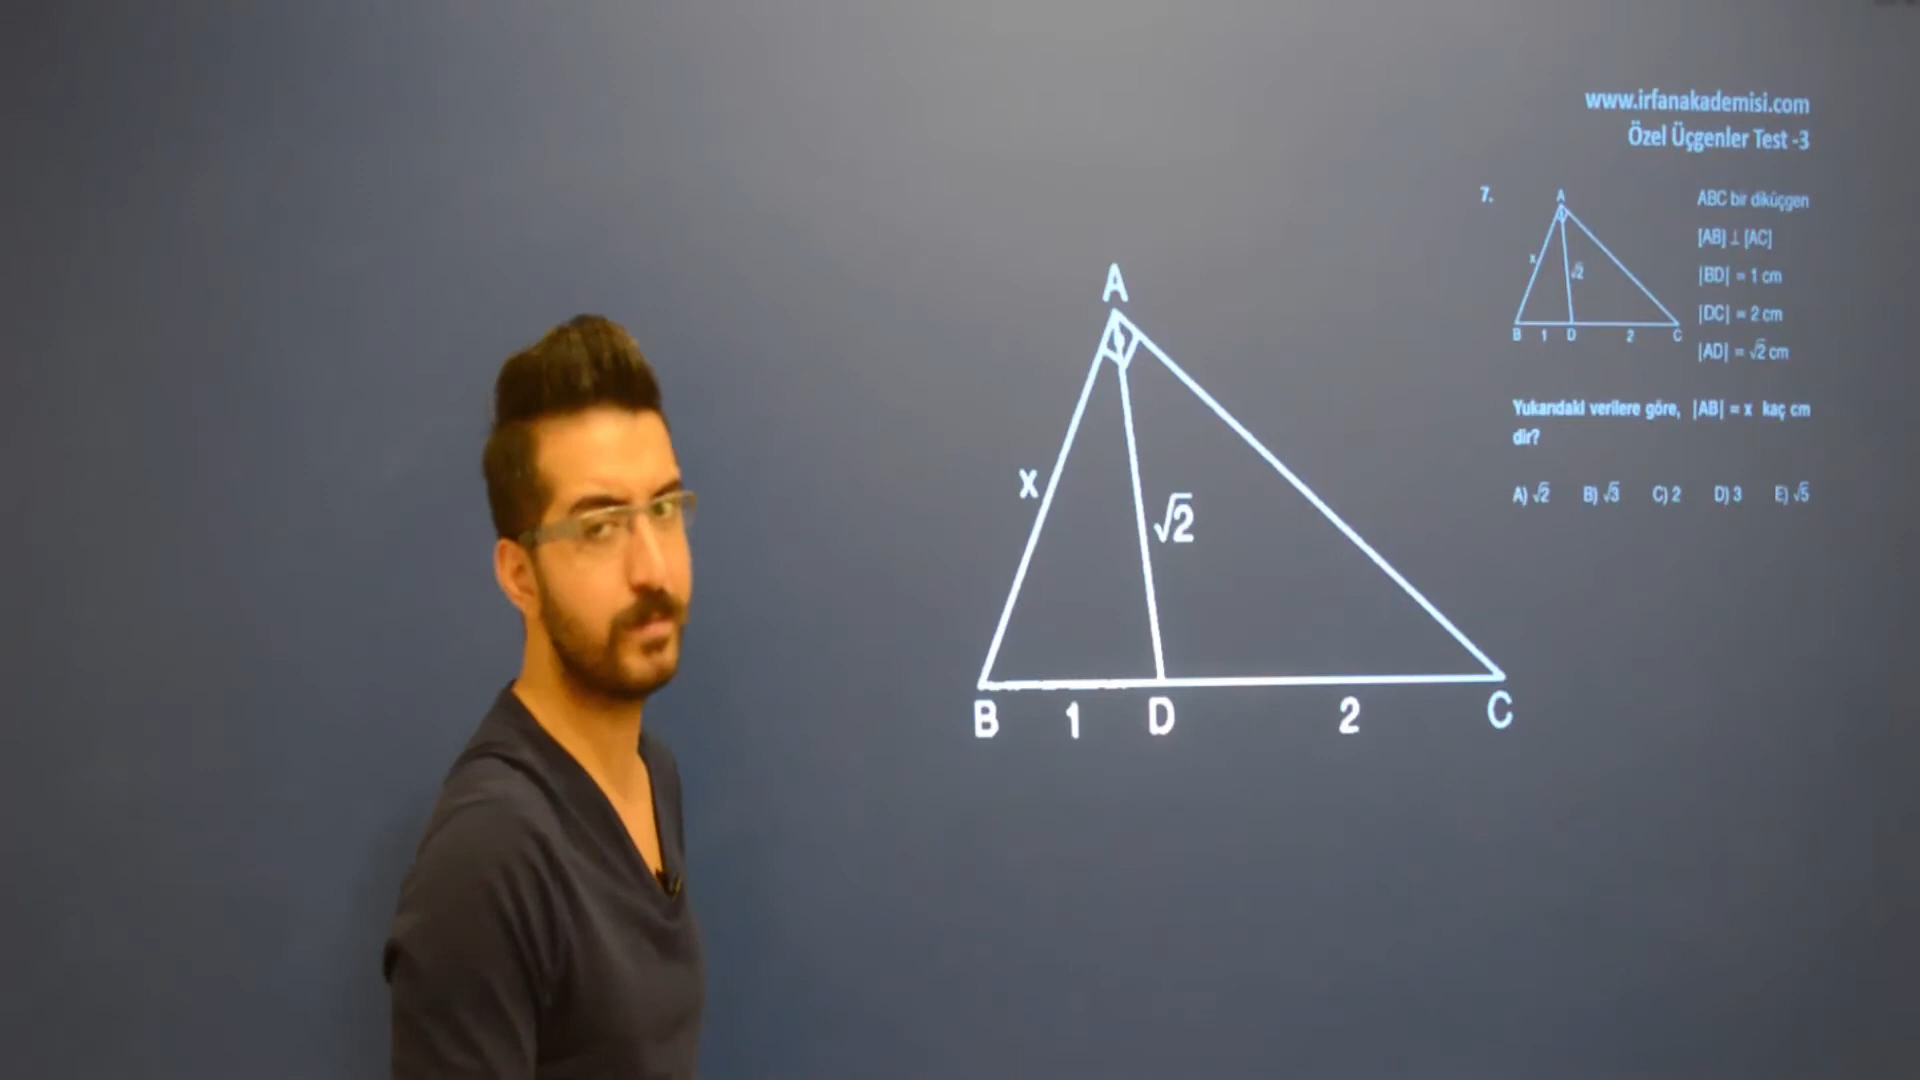 www.irfanakademisi.com
Özel Üçgenler Test -3
7.
A
x
√2
B 1 D 2 C
ABC bir diküçgen
[AB] ⊥ [AC]
|BD| = 1 cm
|DC| = 2 cm
|AD| = √2 cm
Yukarıdaki verilere göre, |AB| = x kaç cm
dir?
A) √2 B) √3 C) 2 D) 3 E) √5
A
x
√2
B 1 D 2 C